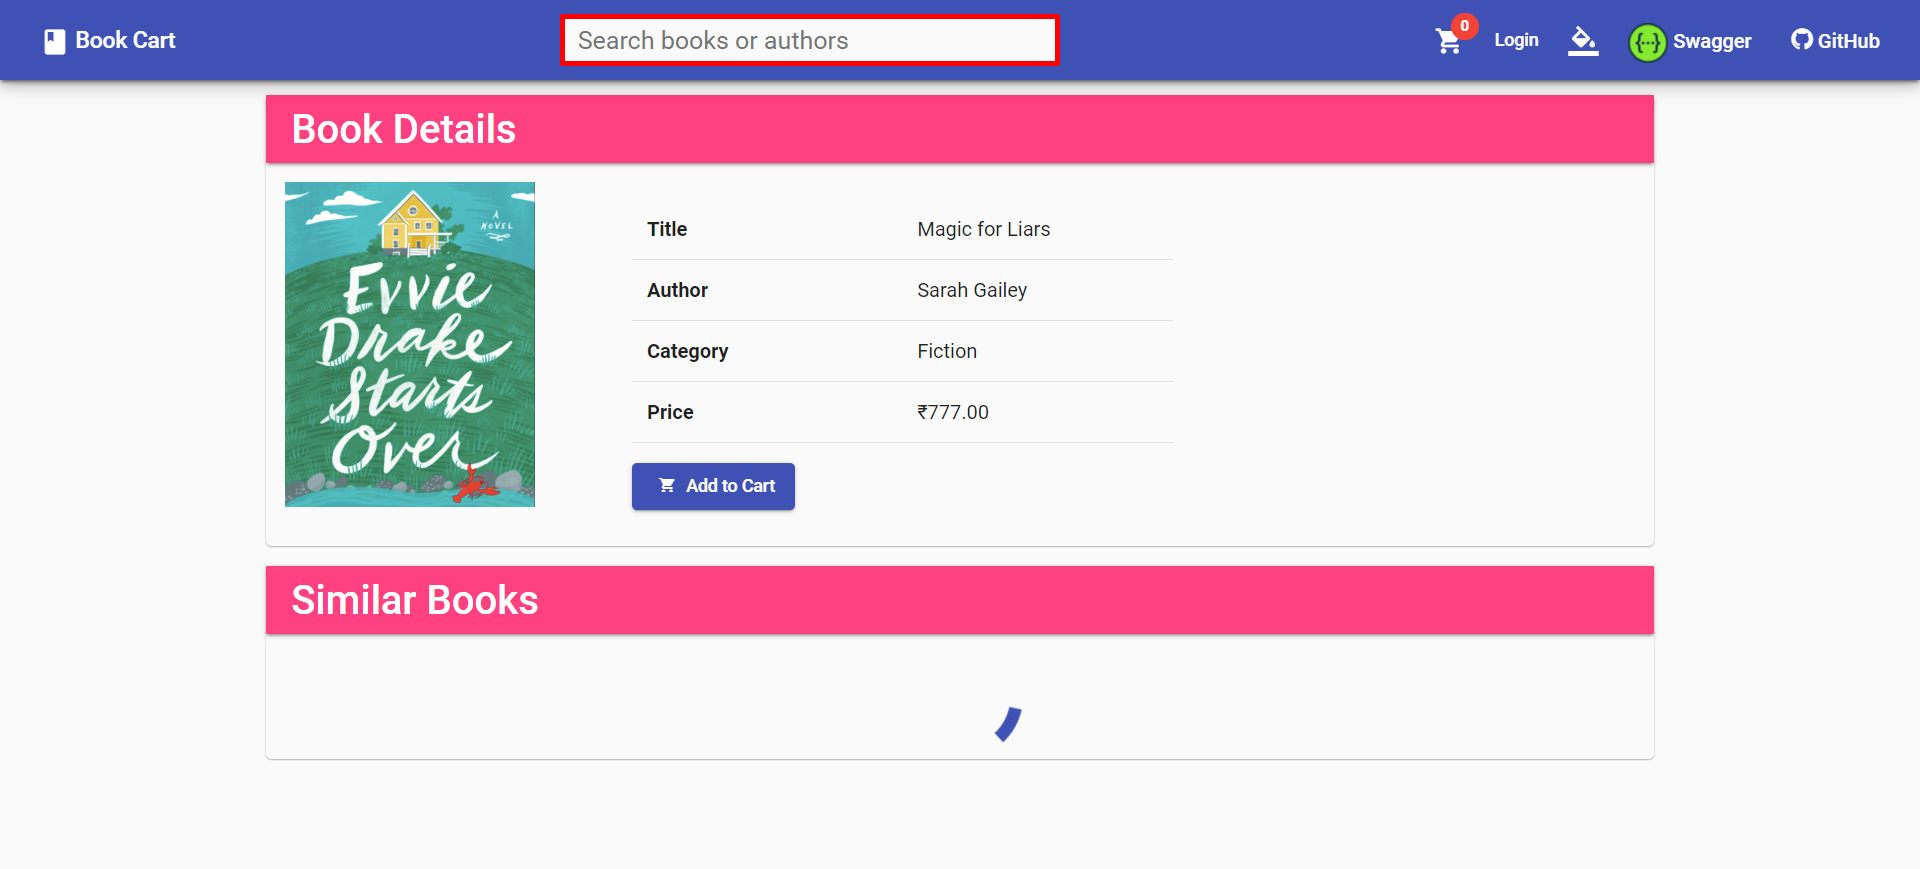 Book Cart
Search books or authors
0
Login
Swagger
GitHub
Book Details
A
NOVEL
Evvie
Drake
Starts
Over
Title Magic for Liars
Author Sarah Gailey
Category Fiction
Price ₹777.00
Add to Cart
Similar Books